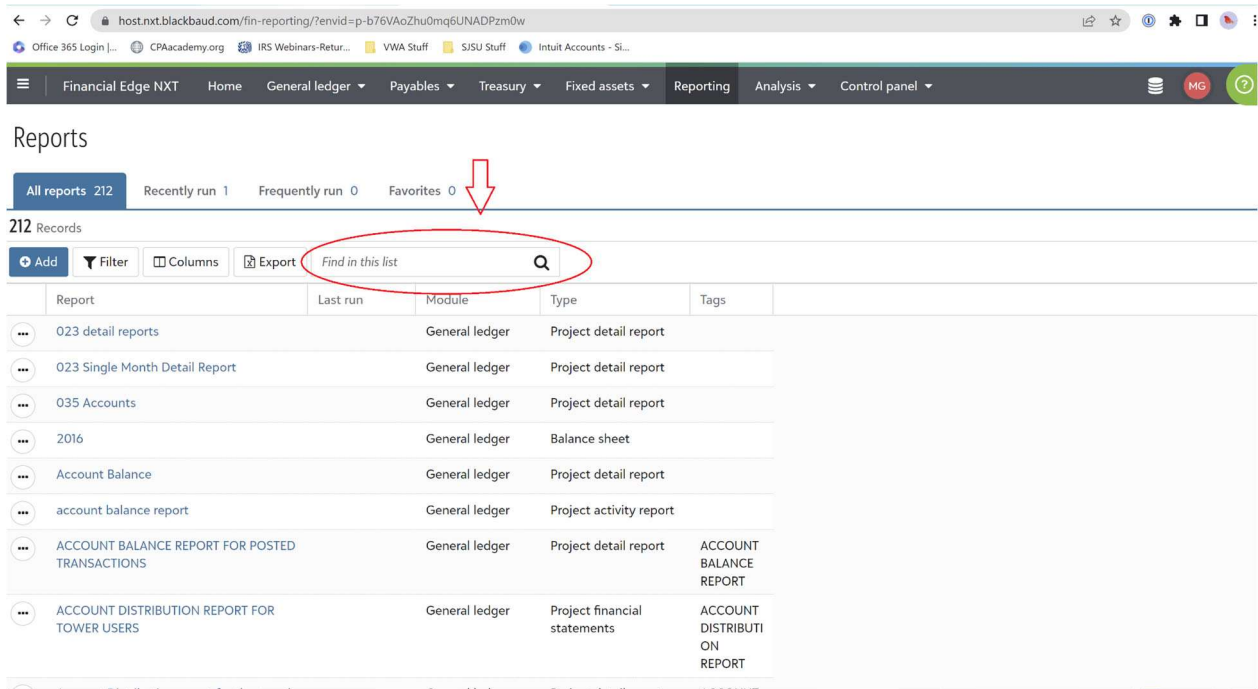 host.nxt.blackbaud.com/fin-reporting/?envid=p-b76VAoZhu0mq6UNADPzm0w
Office 365 Login |... CPAacademy.org IRS Webinars-Retur... VWA Stuff SJSU Stuff Intuit Accounts - Si...
Financial Edge NXT Home General ledger Payables Treasury Fixed assets Reporting Analysis Control panel MG ?
Reports
All reports 212 Recently run 1 Frequently run 0 Favorites 0
212 Records
Add Filter Columns Export Find in this list
Report Last run Module Type Tags
023 detail reports General ledger Project detail report
023 Single Month Detail Report General ledger Project detail report
035 Accounts General ledger Project detail report
2016 General ledger Balance sheet
Account Balance General ledger Project detail report
account balance report General ledger Project activity report
ACCOUNT BALANCE REPORT FOR POSTED General ledger Project detail report ACCOUNT
TRANSACTIONS BALANCE
REPORT
ACCOUNT DISTRIBUTION REPORT FOR General ledger Project financial ACCOUNT
TOWER USERS statements DISTRIBUTI
ON
REPORT